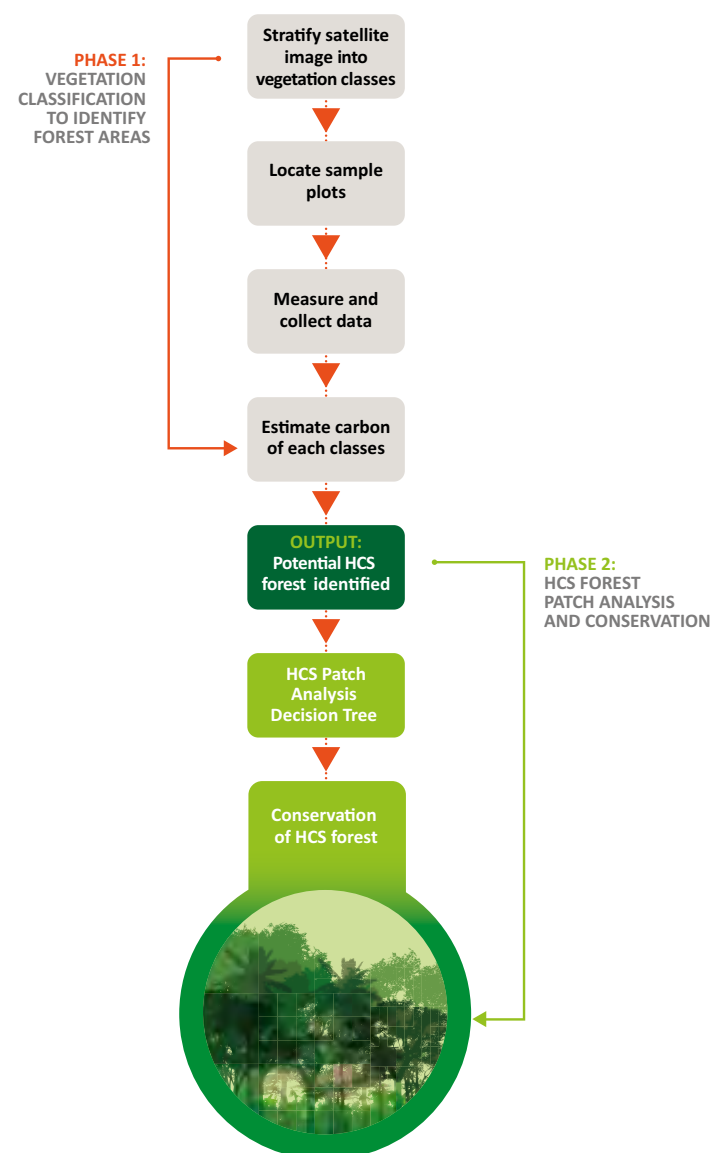 Stratify satellite
image into
vegetation classes
PHASE 1:
VEGETATION
CLASSIFICATION
TO IDENTIFY
FOREST AREAS
Locate sample
plots
Measure and
collect data
Estimate carbon
of each classes
OUTPUT:
Potential HCS
forest identified
PHASE 2:
HCS FOREST
PATCH ANALYSIS
AND CONSERVATION
HCS Patch
Analysis
Decision Tree
Conservation
of HCS forest